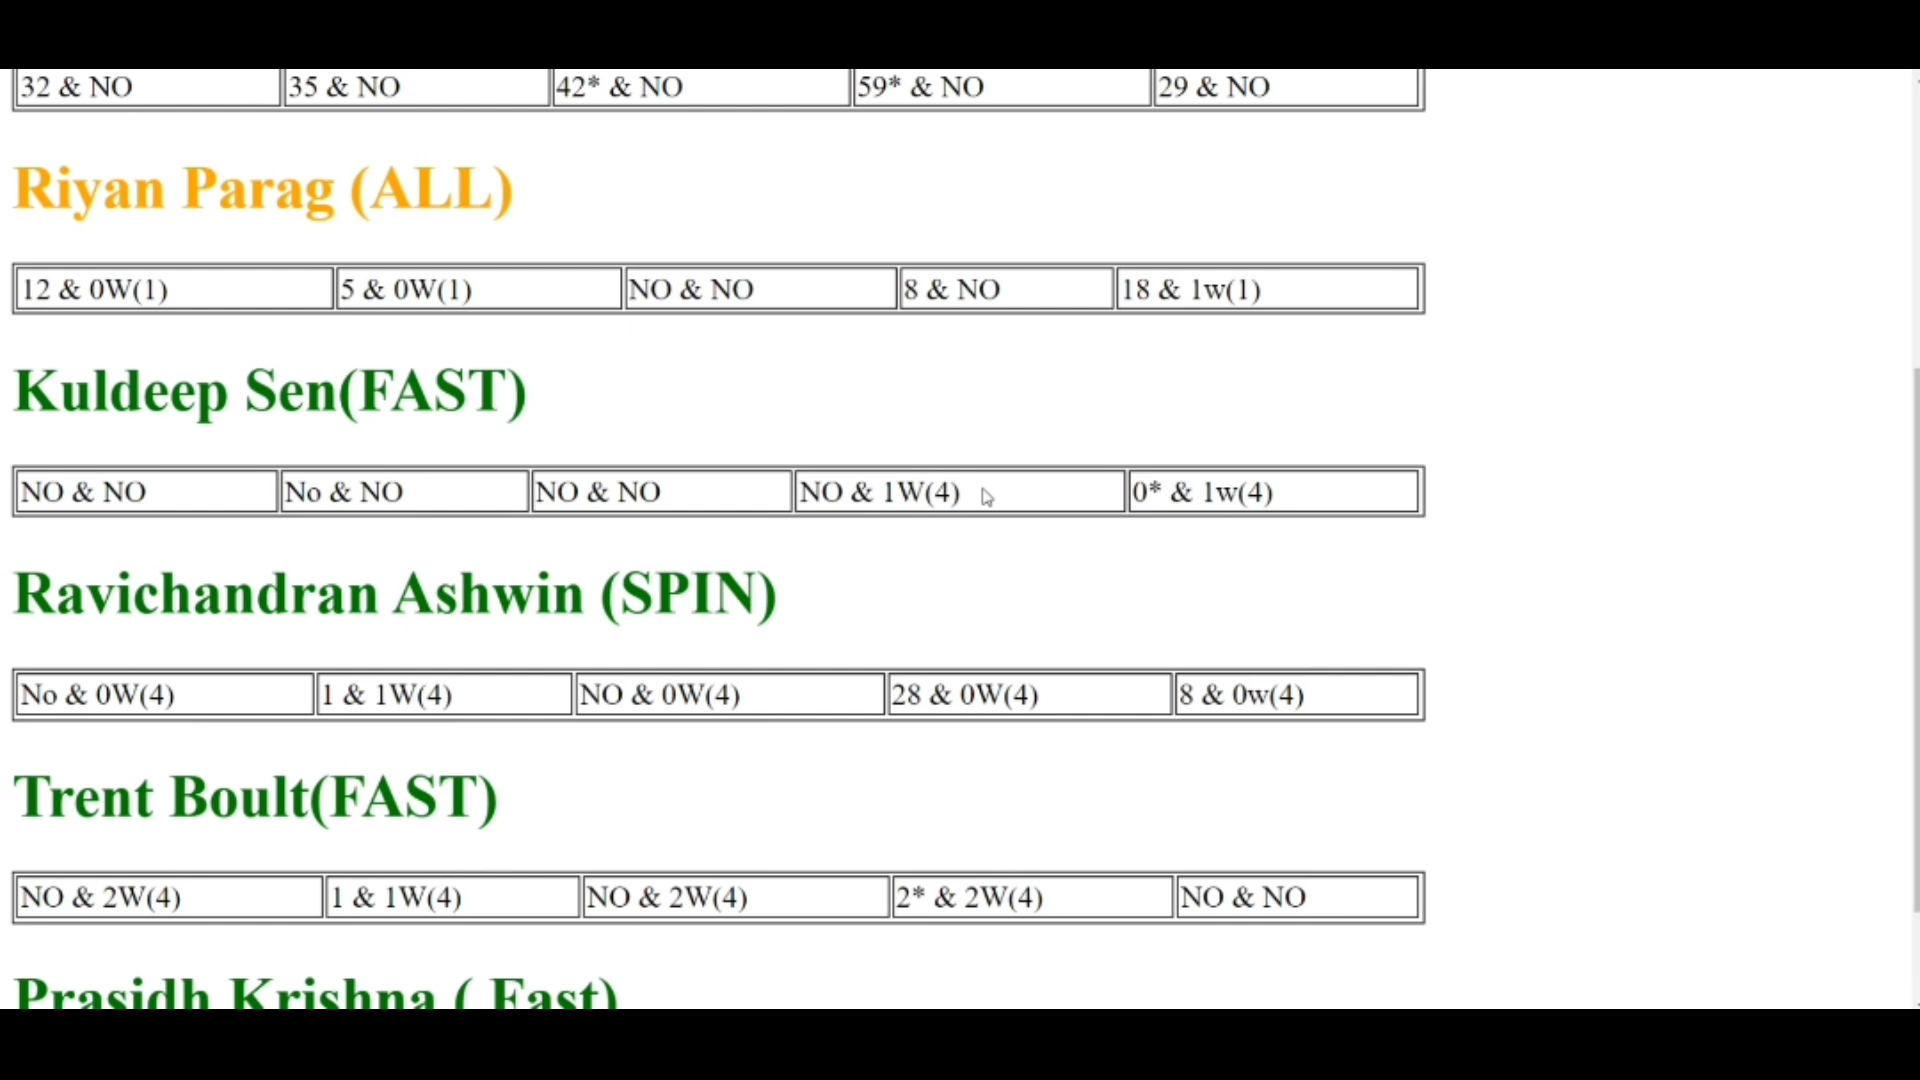 32 & NO 35 & NO 42* & NO 59* & NO 29 & NO
Riyan Parag (ALL)
12 & 0W(1) 5 & 0W(1) NO & NO 8 & NO 18 & 1w(1)
Kuldeep Sen(FAST)
NO & NO No & NO NO & NO NO & 1W(4) 0* & 1w(4)
Ravichandran Ashwin (SPIN)
No & 0W(4) 1 & 1W(4) NO & 0W(4) 28 & 0W(4) 8 & 0w(4)
Trent Boult(FAST)
NO & 2W(4) 1 & 1W(4) NO & 2W(4) 2* & 2W(4) NO & NO
Prasidh Krishna ( Fast)